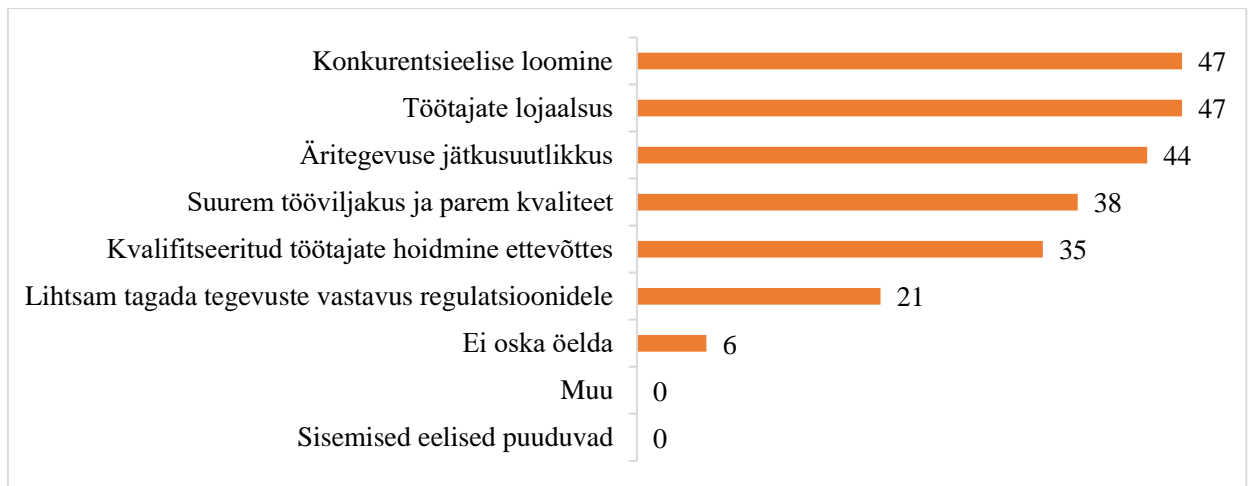 Konkurentsieelise loomine 47
Töötajate lojaalsus 47
Äritegevuse jätkusuutlikkus 44
Suurem tööviljakus ja parem kvaliteet 38
Kvalifitseeritud töötajate hoidmine ettevõttes 35
Lihtsam tagada tegevuste vastavus regulatsioonidele 21
Ei oska öelda 6
Muu 0
Sisemised eelised puuduvad 0